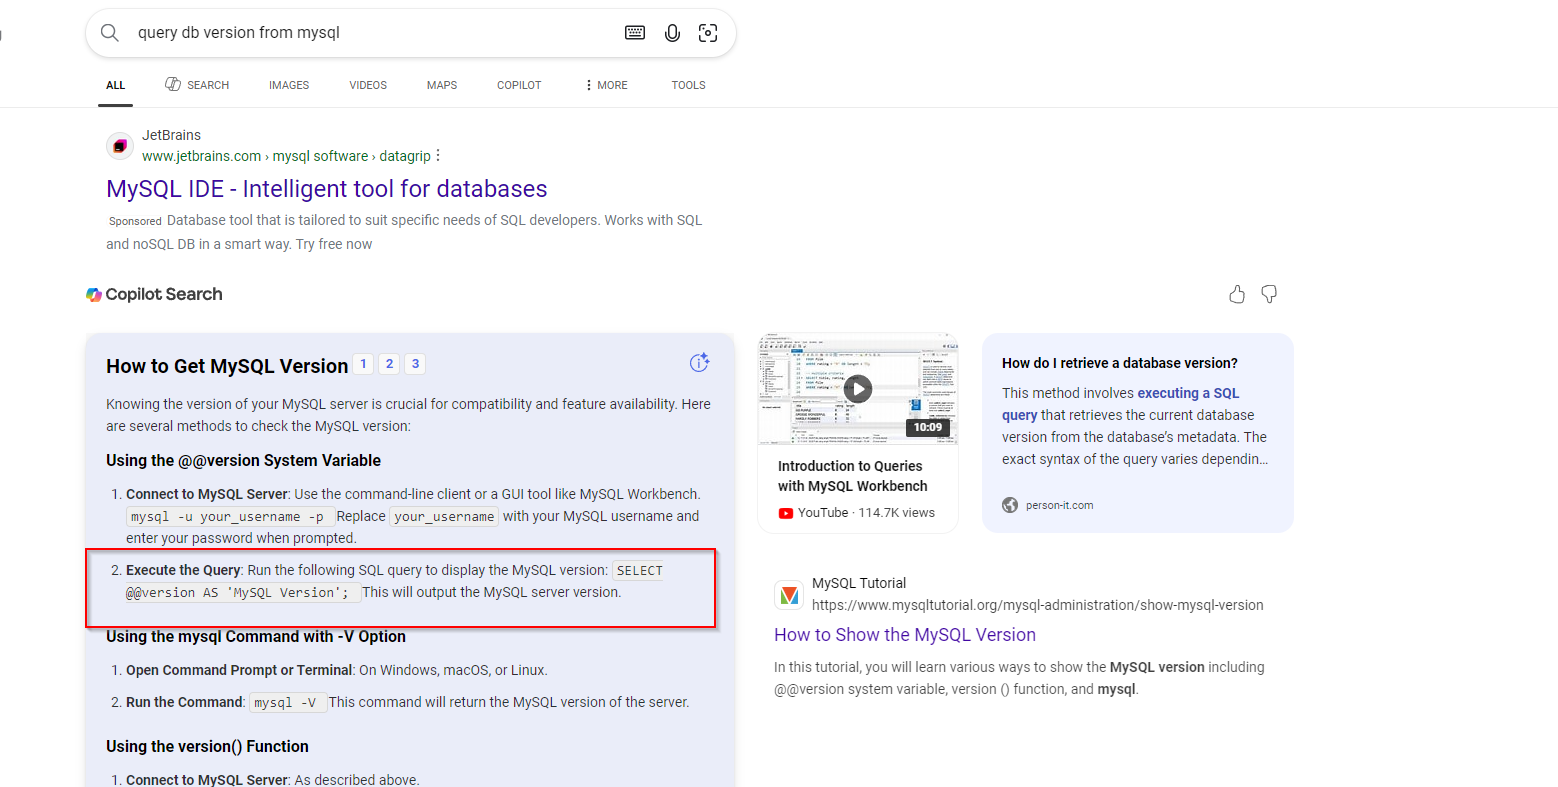 query db version from mysql
ALL SEARCH IMAGES VIDEOS MAPS COPILOT MORE TOOLS
JetBrains
www.jetbrains.com › mysql software › datagrip
MySQL IDE - Intelligent tool for databases
Sponsored Database tool that is tailored to suit specific needs of SQL developers. Works with SQL
and noSQL DB in a smart way. Try free now
Copilot Search
How to Get MySQL Version 1 2 3
Knowing the version of your MySQL server is crucial for compatibility and feature availability. Here
are several methods to check the MySQL version:
Using the @@version System Variable
1. Connect to MySQL Server: Use the command-line client or a GUI tool like MySQL Workbench.
mysql -u your_username -p Replace your_username with your MySQL username and
enter your password when prompted.
2. Execute the Query: Run the following SQL query to display the MySQL version: SELECT
@@version AS 'MySQL Version'; This will output the MySQL server version.
Using the mysql Command with -V Option
1. Open Command Prompt or Terminal: On Windows, macOS, or Linux.
2. Run the Command: mysql -V This command will return the MySQL version of the server.
Using the version() Function
1. Connect to MySQL Server: As described above.
10:09
Introduction to Queries
with MySQL Workbench
YouTube · 114.7K views
How do I retrieve a database version?
This method involves executing a SQL
query that retrieves the current database
version from the database's metadata. The
exact syntax of the query varies dependin...
person-it.com
MySQL Tutorial
https://www.mysqltutorial.org/mysql-administration/show-mysql-version
How to Show the MySQL Version
In this tutorial, you will learn various ways to show the MySQL version including
@@version system variable, version () function, and mysql.